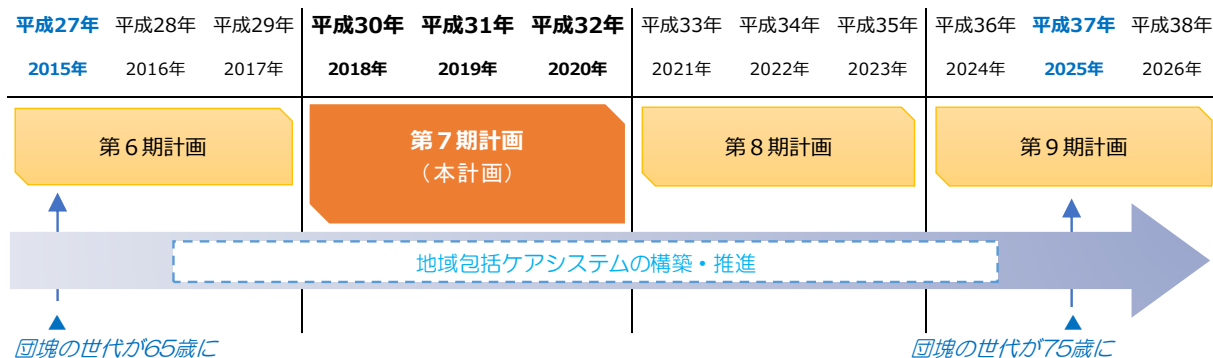 平成27年 平成28年 平成29年 平成30年 平成31年 平成32年 平成33年 平成34年 平成35年 平成36年 平成37年 平成38年
2015年 2016年 2017年 2018年 2019年 2020年 2021年 2022年 2023年 2024年 2025年 2026年
第6期計画 第7期計画 第8期計画 第9期計画
（本計画）
地域包括ケアシステムの構築・推進
団塊の世代が65歳に 団塊の世代が75歳に